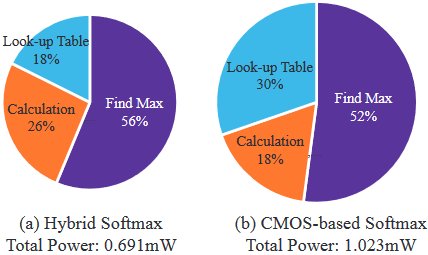 Look-up Table
18%
Calculation
26%
Find Max
56%
(a) Hybrid Softmax
Total Power: 0.691mW
Look-up Table
30%
Calculation
18%
Find Max
52%
(b) CMOS-based Softmax
Total Power: 1.023mW